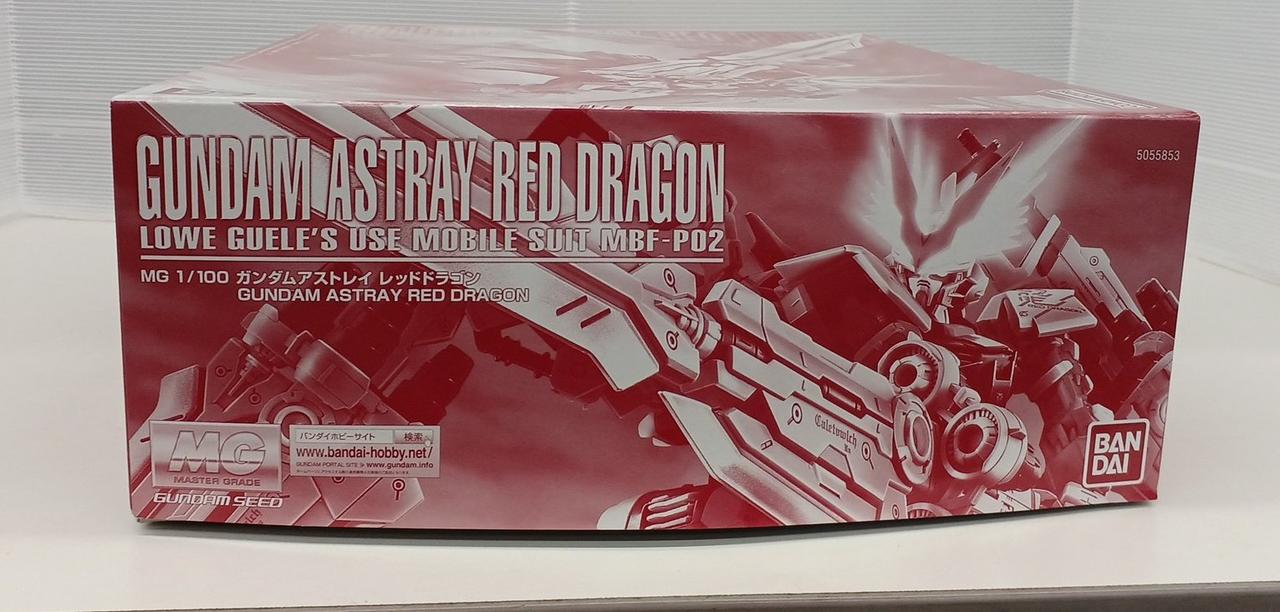 GUNDAM ASTRAY RED DRAGON
LOWE GUELE'S USE MOBILE SUIT MBF-P02
MG 1/100 ガンダムアストレイ レッドドラゴン
GUNDAM ASTRAY RED DRAGON
5055853
Caletvwlch
MG
MASTER GRADE
GUNDAM SEED
バンダイホビーサイト 検索
www.bandai-hobby.net/
GUNDAM PORTAL SITE www.gundam.info
BAN
DAI